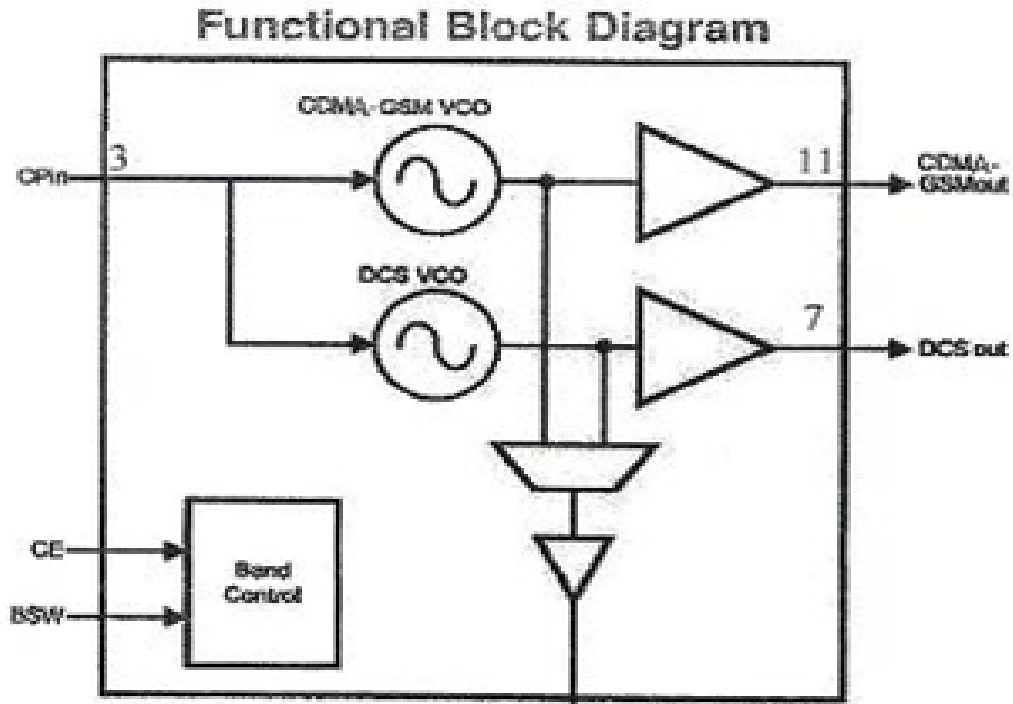 Functional Block Diagram
CDMA-GSM VCO
3
CPin
11
CDMA-
GSMout
DCS VCO
7
DCS out
CE
Band
Control
BSW